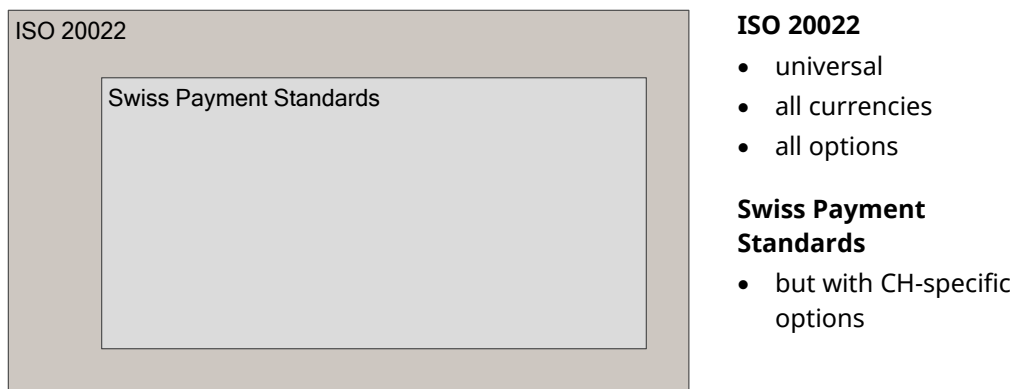 ISO 20022
Swiss Payment Standards
ISO 20022
• universal
• all currencies
• all options
Swiss Payment
Standards
• but with CH-specific
options